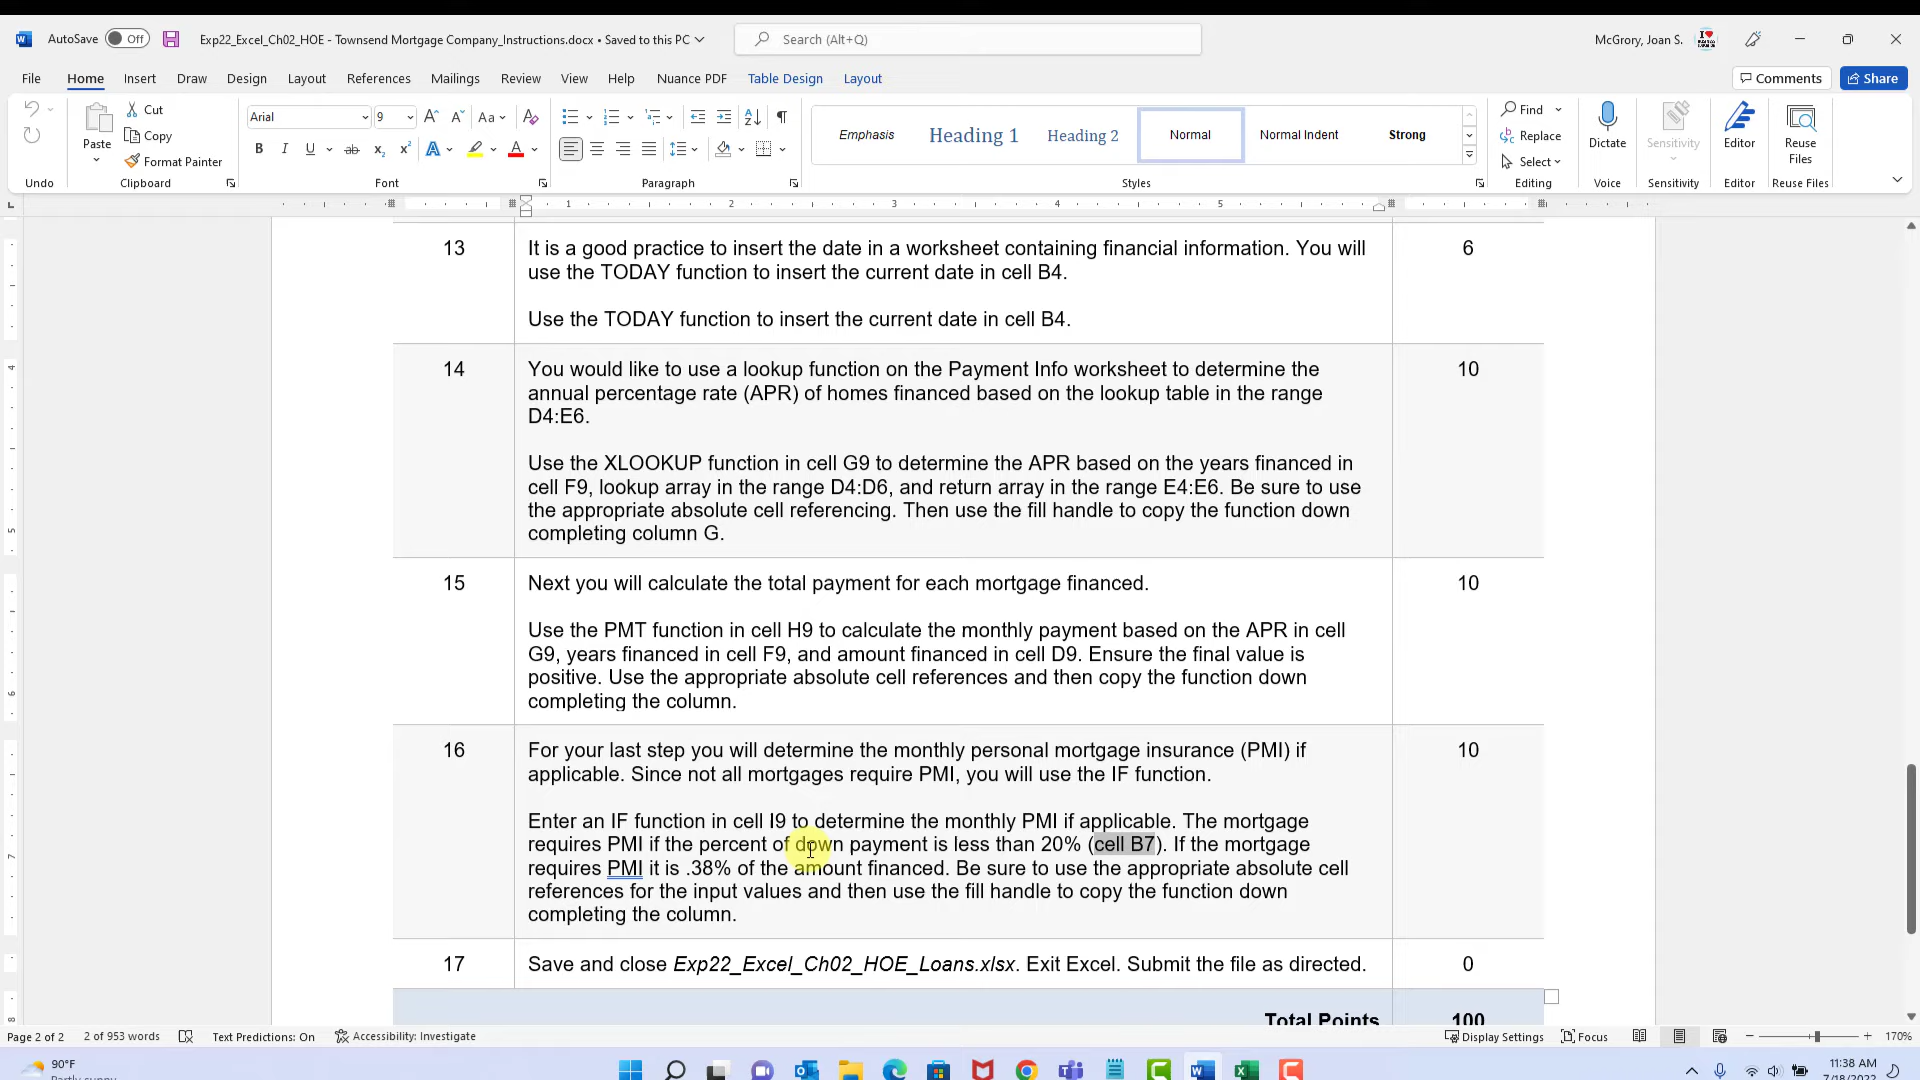 AutoSave Off Exp22_Excel_Ch02_HOE - Townsend Mortgage Company_Instructions.docx • Saved to this PC Search (Alt+Q) McGrory, Joan S.
File Home Insert Draw Design Layout References Mailings Review View Help Nuance PDF Table Design Layout Comments Share
Paste Cut Copy Format Painter
Arial 9 Aa
Emphasis Heading 1 Heading 2 Normal Normal Indent Strong
Find Replace Select
Dictate Sensitivity Editor Reuse Files
Undo Clipboard Font Paragraph Styles Editing Voice Sensitivity Editor Reuse Files
1 2 3 4 5
13 It is a good practice to insert the date in a worksheet containing financial information. You will 6
use the TODAY function to insert the current date in cell B4.
Use the TODAY function to insert the current date in cell B4.
14 You would like to use a lookup function on the Payment Info worksheet to determine the 10
annual percentage rate (APR) of homes financed based on the lookup table in the range
D4:E6.
Use the XLOOKUP function in cell G9 to determine the APR based on the years financed in
cell F9, lookup array in the range D4:D6, and return array in the range E4:E6. Be sure to use
the appropriate absolute cell referencing. Then use the fill handle to copy the function down
completing column G.
15 Next you will calculate the total payment for each mortgage financed. 10
Use the PMT function in cell H9 to calculate the monthly payment based on the APR in cell
G9, years financed in cell F9, and amount financed in cell D9. Ensure the final value is
positive. Use the appropriate absolute cell references and then copy the function down
completing the column.
16 For your last step you will determine the monthly personal mortgage insurance (PMI) if 10
applicable. Since not all mortgages require PMI, you will use the IF function.
Enter an IF function in cell I9 to determine the monthly PMI if applicable. The mortgage
requires PMI if the percent of down payment is less than 20% (cell B7). If the mortgage
requires PMI it is .38% of the amount financed. Be sure to use the appropriate absolute cell
references for the input values and then use the fill handle to copy the function down
completing the column.
17 Save and close Exp22_Excel_Ch02_HOE_Loans.xlsx. Exit Excel. Submit the file as directed. 0
Total Points 100
4 5 6 7 8
Page 2 of 2 2 of 953 words Text Predictions: On Accessibility: Investigate Display Settings Focus 170%
90°F 11:38 AM
Partly sunny 7/18/2022